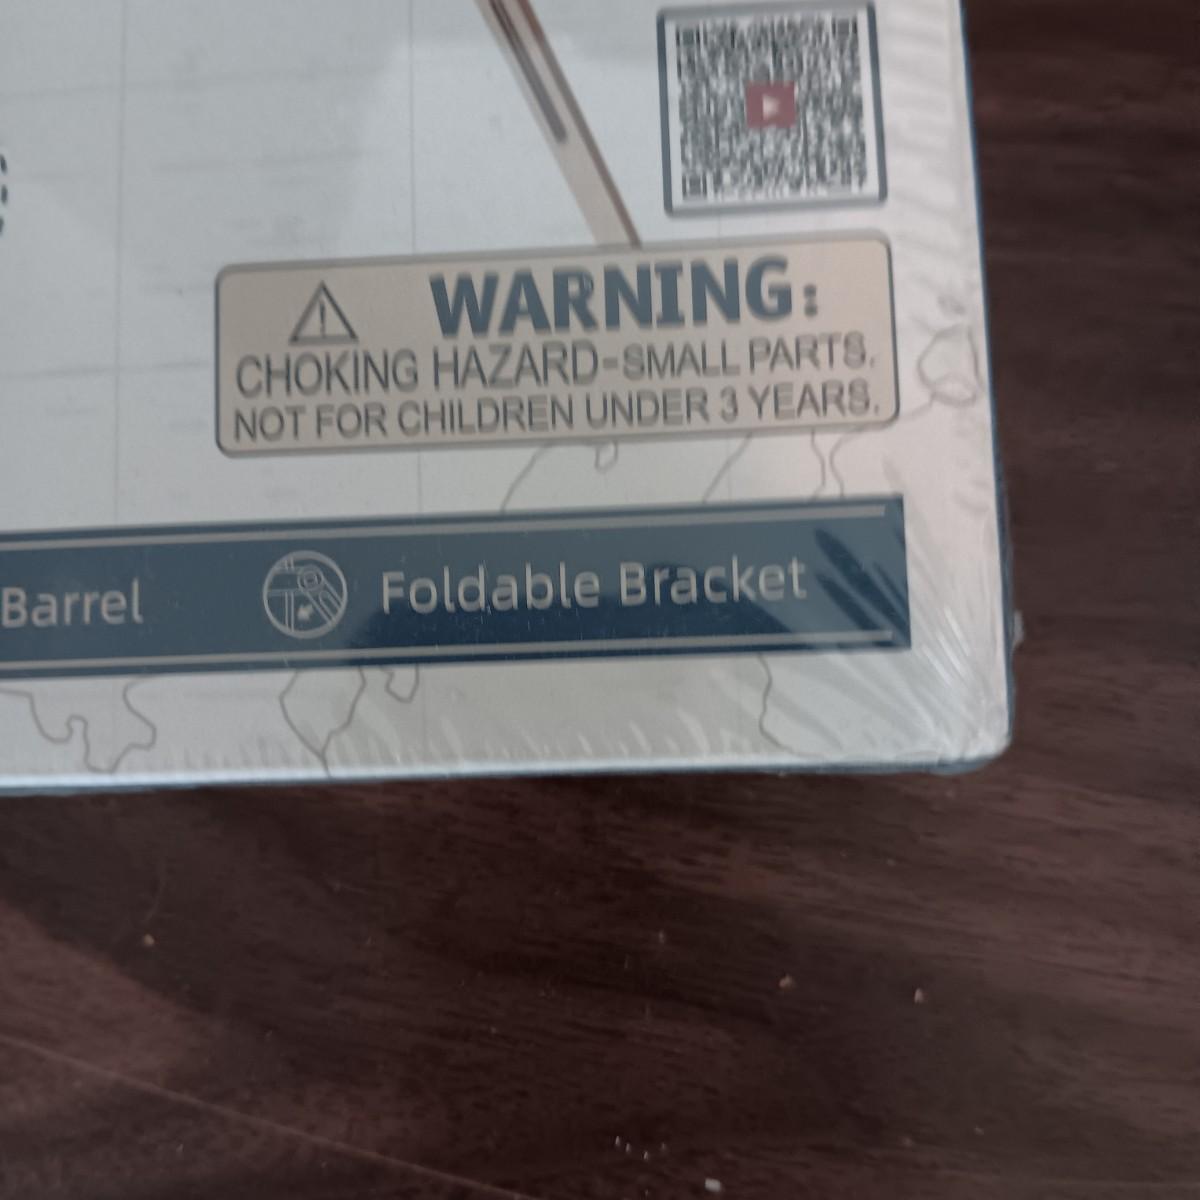 WARNING:
CHOKING HAZARD-SMALL PARTS.
NOT FOR CHILDREN UNDER 3 YEARS.
Barrel
Foldable Bracket